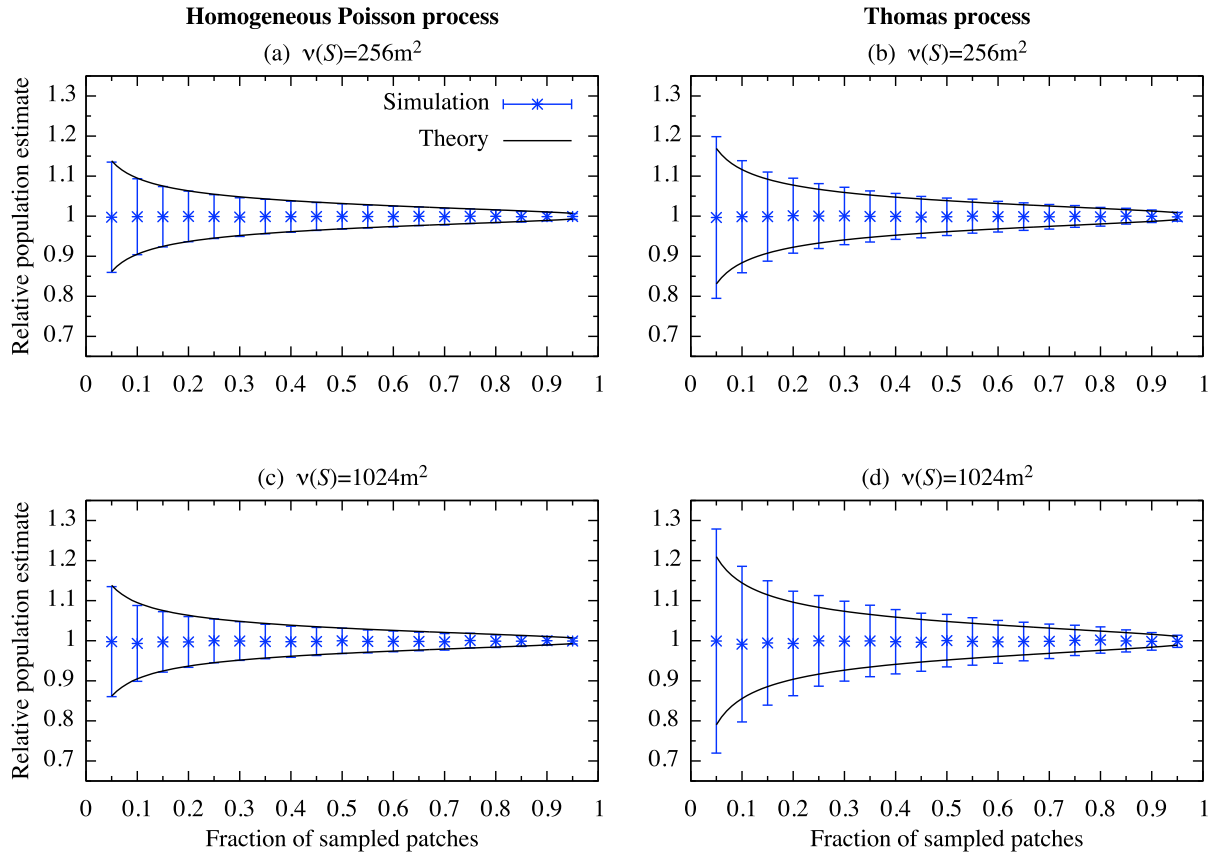 Homogeneous Poisson process
Thomas process
(a) ν(S)=256m²
(b) ν(S)=256m²
Relative population estimate
1.3
1.2
1.1
1
0.9
0.8
0.7
Simulation
Theory
0 0.1 0.2 0.3 0.4 0.5 0.6 0.7 0.8 0.9 1
1.3
1.2
1.1
1
0.9
0.8
0.7
0 0.1 0.2 0.3 0.4 0.5 0.6 0.7 0.8 0.9 1
(c) ν(S)=1024m²
(d) ν(S)=1024m²
Relative population estimate
1.3
1.2
1.1
1
0.9
0.8
0.7
0 0.1 0.2 0.3 0.4 0.5 0.6 0.7 0.8 0.9 1
Fraction of sampled patches
1.3
1.2
1.1
1
0.9
0.8
0.7
0 0.1 0.2 0.3 0.4 0.5 0.6 0.7 0.8 0.9 1
Fraction of sampled patches